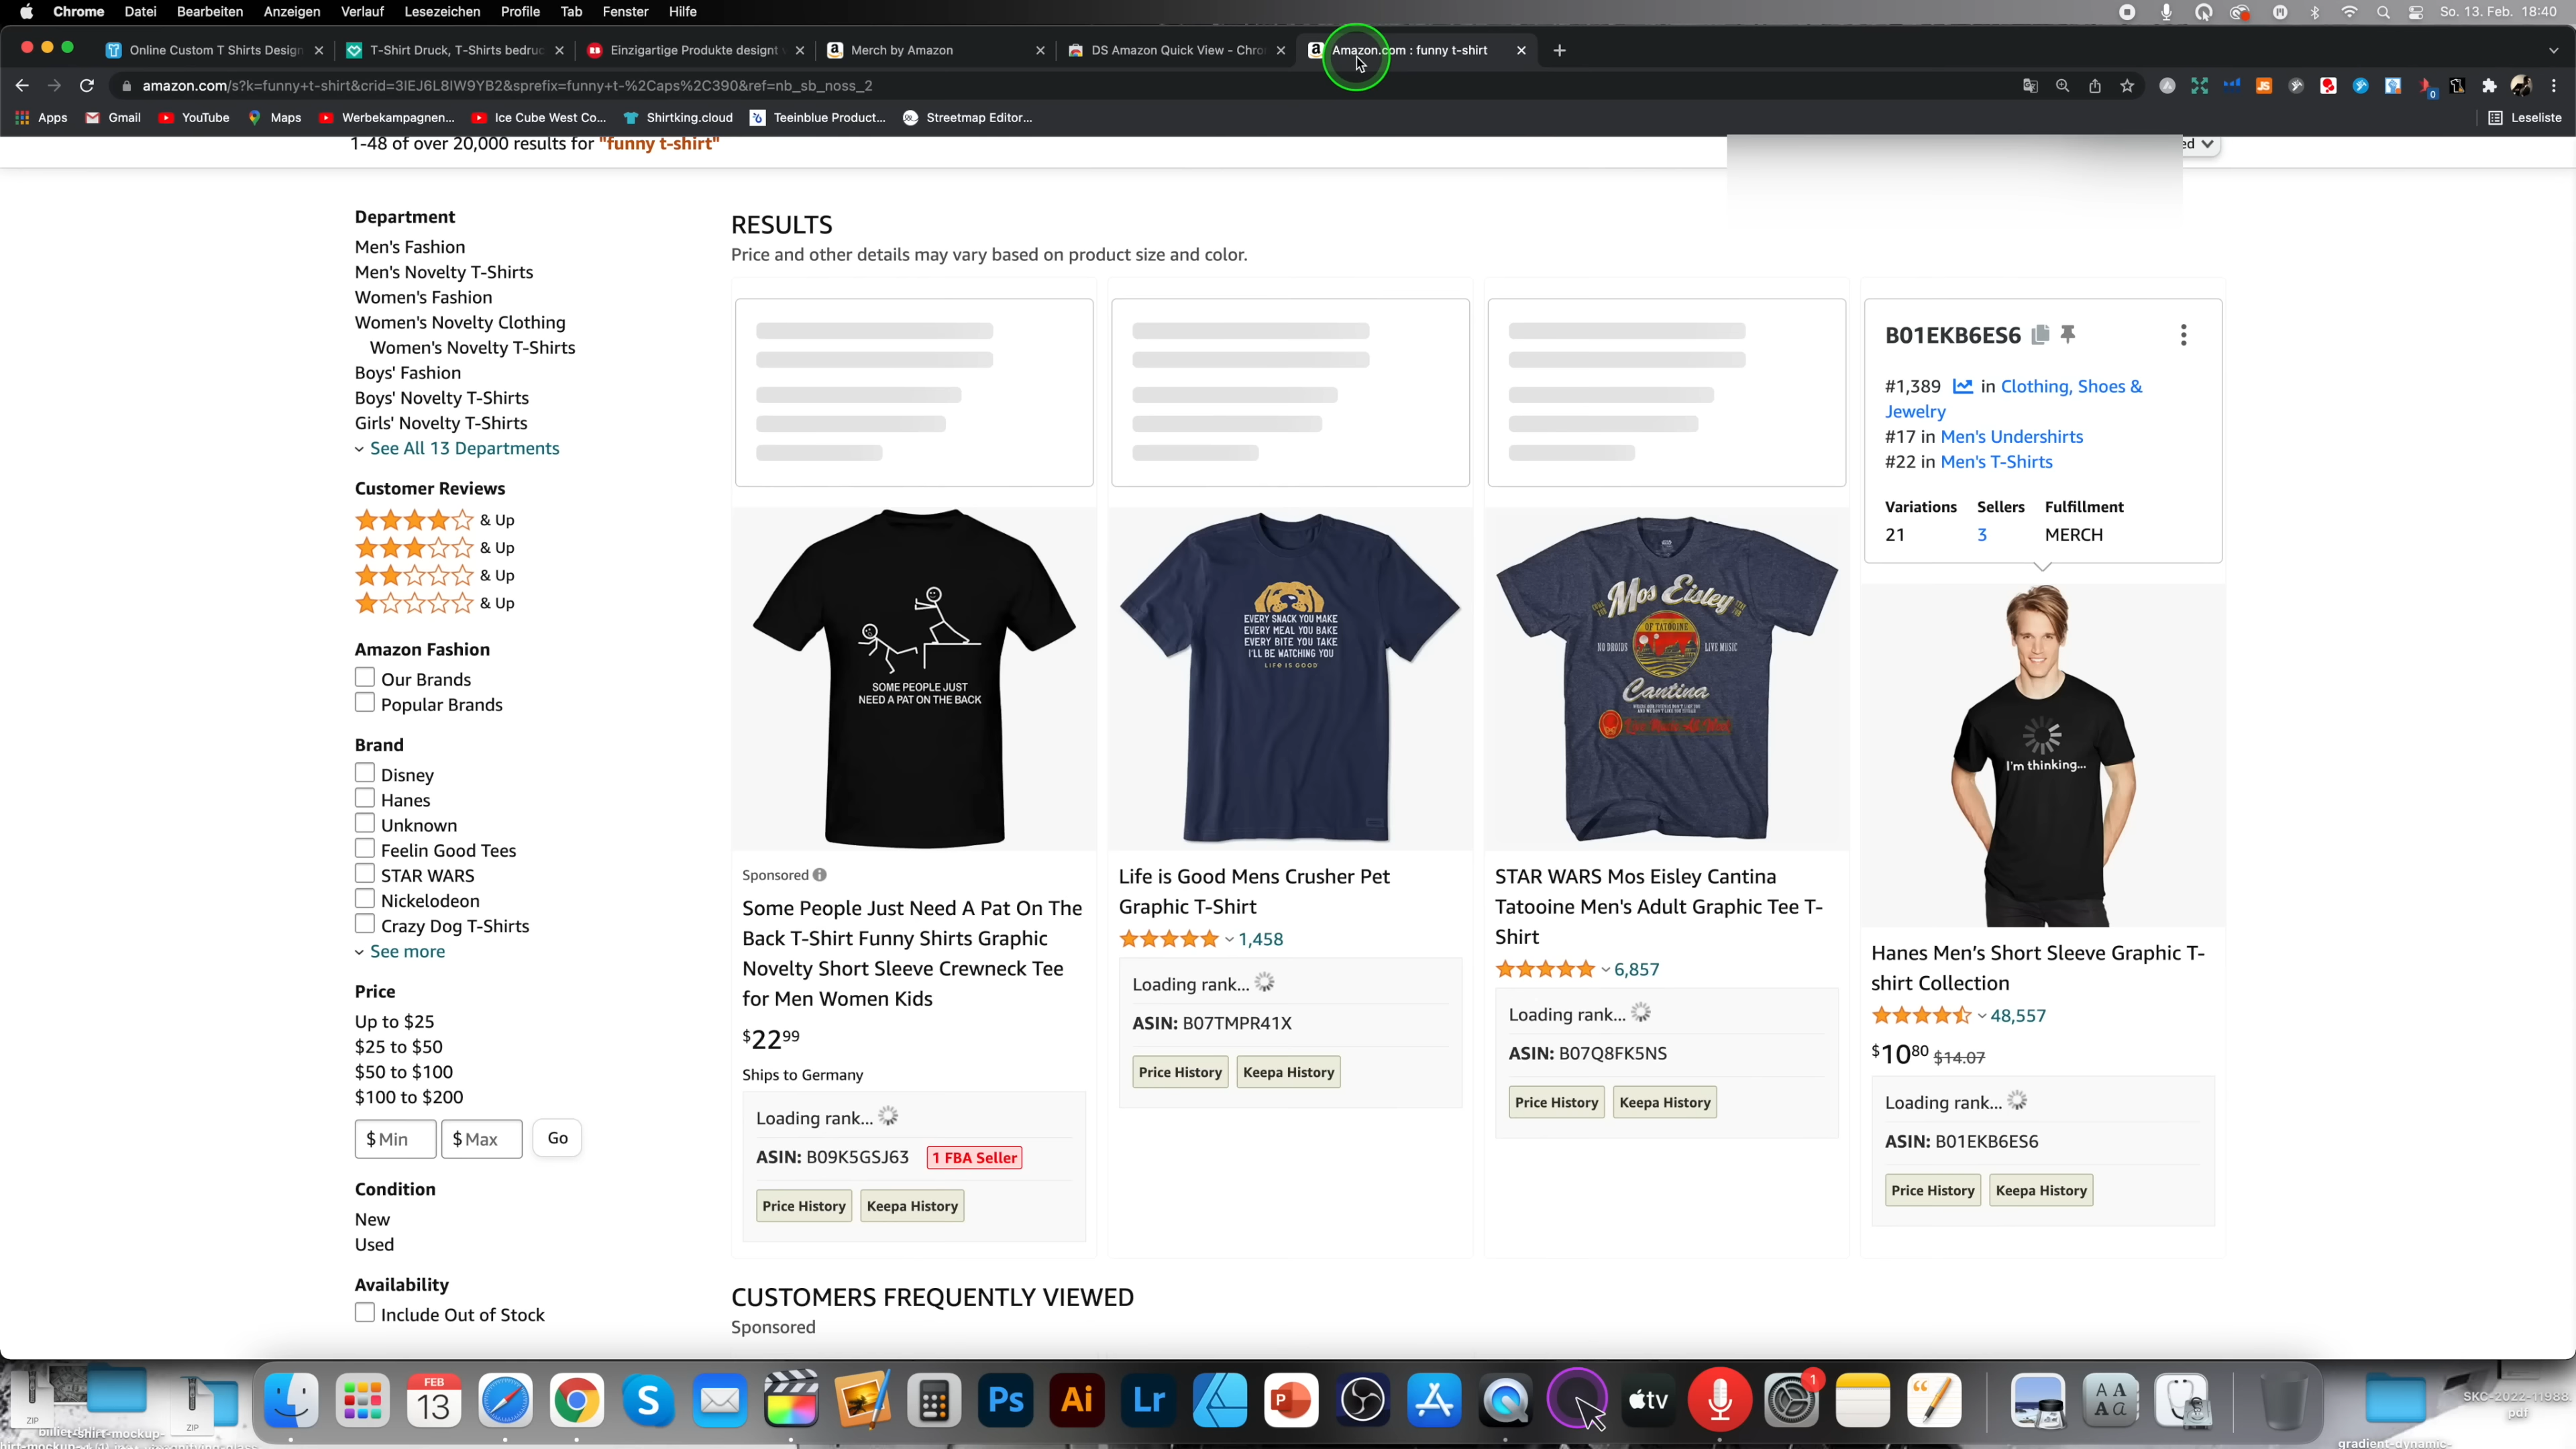 Chrome Datei Bearbeiten Anzeigen Verlauf Lesezeichen Profile Tab Fenster Hilfe So. 13. Feb. 18:40
Online Custom T Shirts Design T-Shirt Druck, T-Shirts bedruc Einzigartige Produkte designt v Merch by Amazon DS Amazon Quick View – Chro Amazon.com : funny t-shirt
amazon.com/s?k=funny+t-shirt&crid=3IEJ6L8IW9YB2&sprefix=funny+t-%2Caps%2C390&ref=nb_sb_noss_2
Apps Gmail YouTube Maps Werbekampagnen... Ice Cube West Co... Shirtking.cloud Teeinblue Product... Streetmap Editor... Leseliste
1-48 of over 20,000 results for "funny t-shirt"
Department
Men's Fashion
Men's Novelty T-Shirts
Women's Fashion
Women's Novelty Clothing
Women's Novelty T-Shirts
Boys' Fashion
Boys' Novelty T-Shirts
Girls' Novelty T-Shirts
See All 13 Departments
Customer Reviews
& Up
& Up
& Up
& Up
Amazon Fashion
Our Brands
Popular Brands
Brand
Disney
Hanes
Unknown
Feelin Good Tees
STAR WARS
Nickelodeon
Crazy Dog T-Shirts
See more
Price
Up to $25
$25 to $50
$50 to $100
$100 to $200
$ Min $ Max Go
Condition
New
Used
Availability
Include Out of Stock
RESULTS
Price and other details may vary based on product size and color.
SOME PEOPLE JUST
NEED A PAT ON THE BACK
Sponsored
Some People Just Need A Pat On The
Back T-Shirt Funny Shirts Graphic
Novelty Short Sleeve Crewneck Tee
for Men Women Kids
$22.99
Ships to Germany
Loading rank...
ASIN: B09K5GSJ63 1 FBA Seller
Price History Keepa History
EVERY SNACK YOU MAKE
EVERY MEAL YOU BAKE
EVERY BITE YOU TAKE
I'LL BE WATCHING YOU
LIFE IS GOOD
Life is Good Mens Crusher Pet
Graphic T-Shirt
1,458
Loading rank...
ASIN: B07TMPR41X
Price History Keepa History
Mos Eisley
OF TATOOINE
NO DROIDS LIVE MUSIC
Cantina
STAR WARS Mos Eisley Cantina
Tatooine Men's Adult Graphic Tee T-
Shirt
6,857
Loading rank...
ASIN: B07Q8FK5NS
Price History Keepa History
B01EKB6ES6
#1,389 in Clothing, Shoes &
Jewelry
#17 in Men's Undershirts
#22 in Men's T-Shirts
Variations Sellers Fulfillment
21 3 MERCH
I'm thinking...
Hanes Men's Short Sleeve Graphic T-
shirt Collection
48,557
$10.80 $14.07
Loading rank...
ASIN: B01EKB6ES6
Price History Keepa History
CUSTOMERS FREQUENTLY VIEWED
Sponsored
FEB
13
Ps Ai Lr tv 1
ZIP ZIP
SKC-2022-11988
pdf
gradient-dynamic-